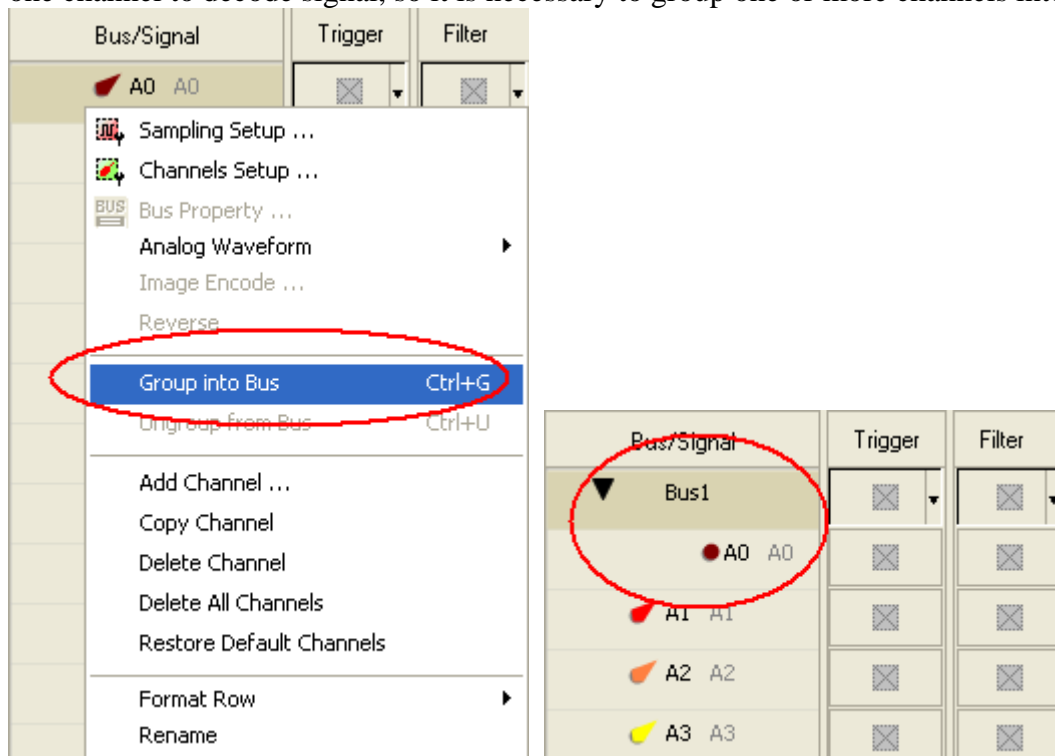 one channel to decode signal, so it is necessary to group one or more channels
Bus/Signal Trigger Filter
A0 A0
Sampling Setup ...
Channels Setup ...
BUS Bus Property ...
Analog Waveform
Image Encode ...
Reverse
Group into Bus Ctrl+G
Ungroup from Bus Ctrl+U
Add Channel ...
Copy Channel
Delete Channel
Delete All Channels
Restore Default Channels
Format Row
Rename
Bus/Signal Trigger Filter
Bus1
A0 A0
A1 A1
A2 A2
A3 A3